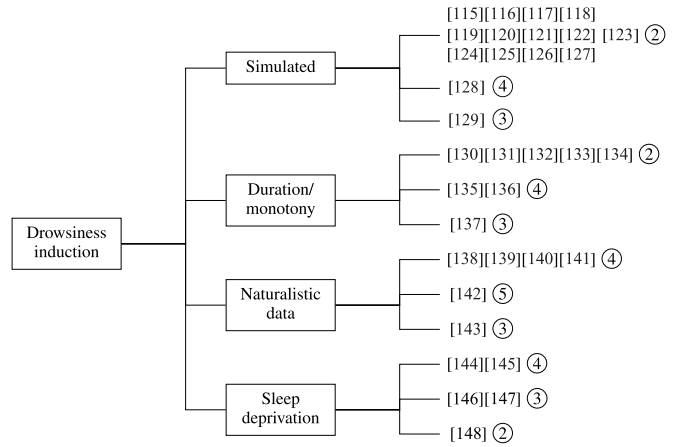 [115][116][117][118]
[119][120][121][122] [123] ②
[124][125][126][127]
Simulated
[128] ④
[129] ③
[130][131][132][133][134] ②
Duration/
monotony
[135][136] ④
[137] ③
Drowsiness
induction
[138][139][140][141] ④
Naturalistic
data
[142] ⑤
[143] ③
[144][145] ④
Sleep
deprivation
[146][147] ③
[148] ②